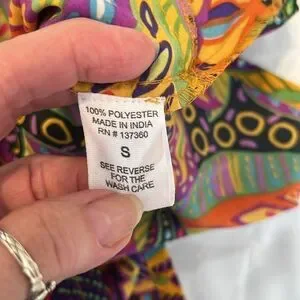 100% POLYESTER
MADE IN INDIA
RN # 137360
S
SEE REVERSE
FOR THE
WASH CARE